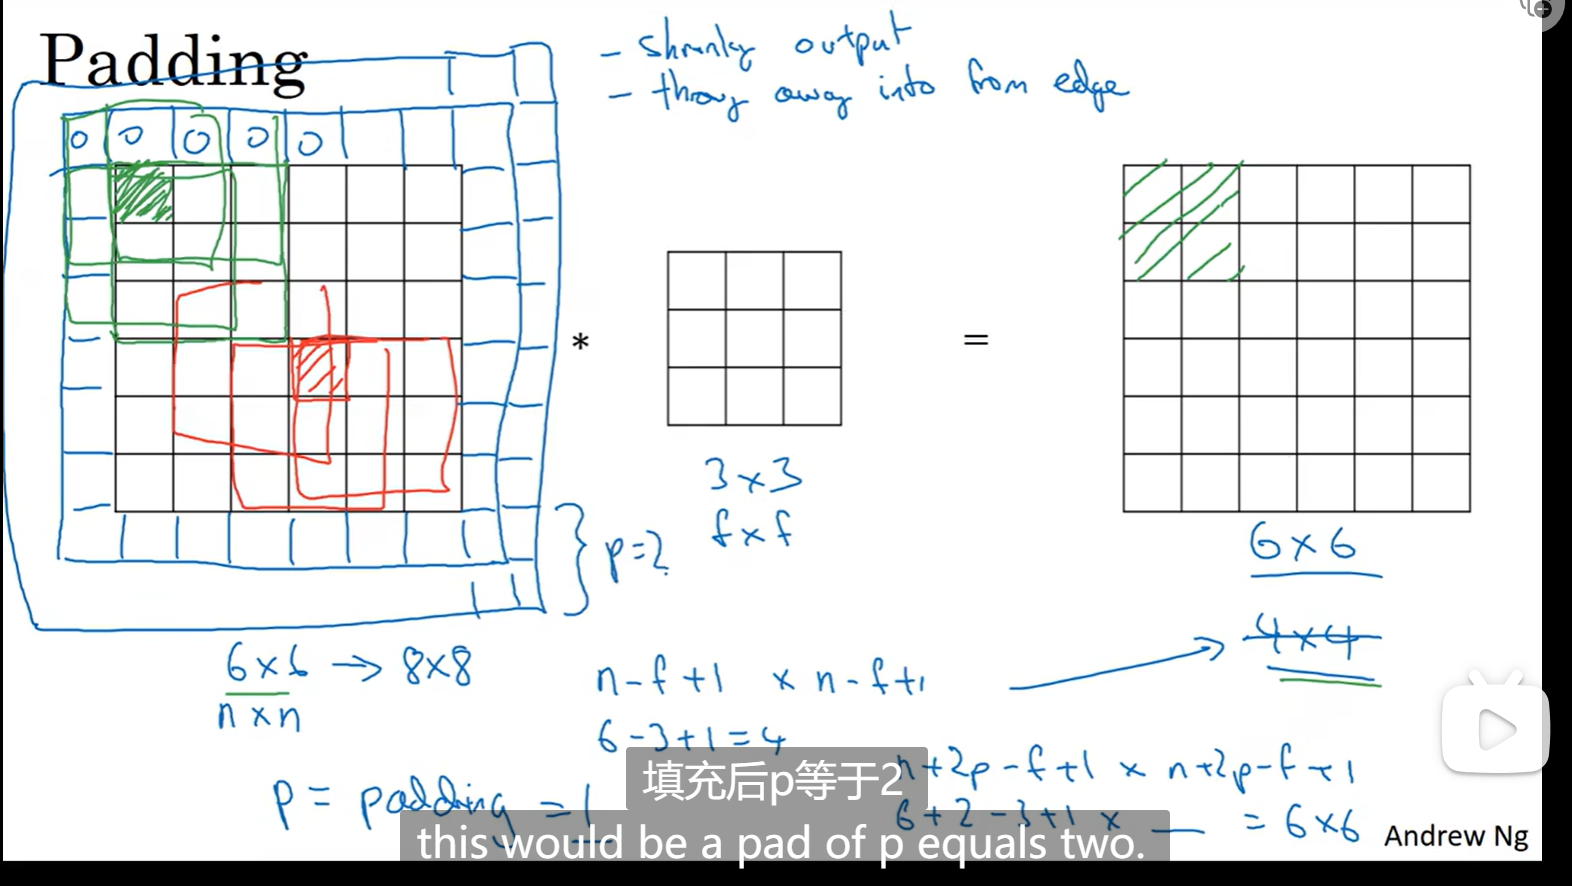 Padding
- shrinky output
- throw away info from edge
0 0 0 0 0
*
=
3 × 3
f × f
p = 2
6 × 6
4 × 4
6 × 6 → 8 × 8
n × n
n - f + 1 × n - f + 1
6 - 3 + 1 = 4
p = padding = 1
n + 2p - f + 1 × n + 2p - f + 1
6 + 2 - 3 + 1 × __ = 6 × 6
填充后p等于2
this would be a pad of p equals two.
Andrew Ng